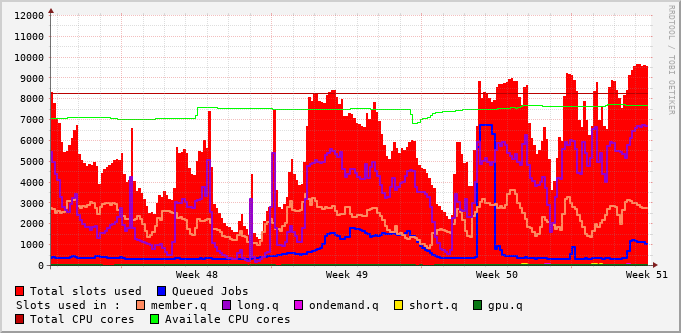 12000
11000
10000
9000
8000
7000
6000
5000
4000
3000
2000
1000
0
RRDTOOL / TOBI OETIKER
Week 48 Week 49 Week 50 Week 51
Total slots used Queued Jobs
Slots used in : member.q long.q ondemand.q short.q gpu.q
Total CPU cores Availale CPU cores